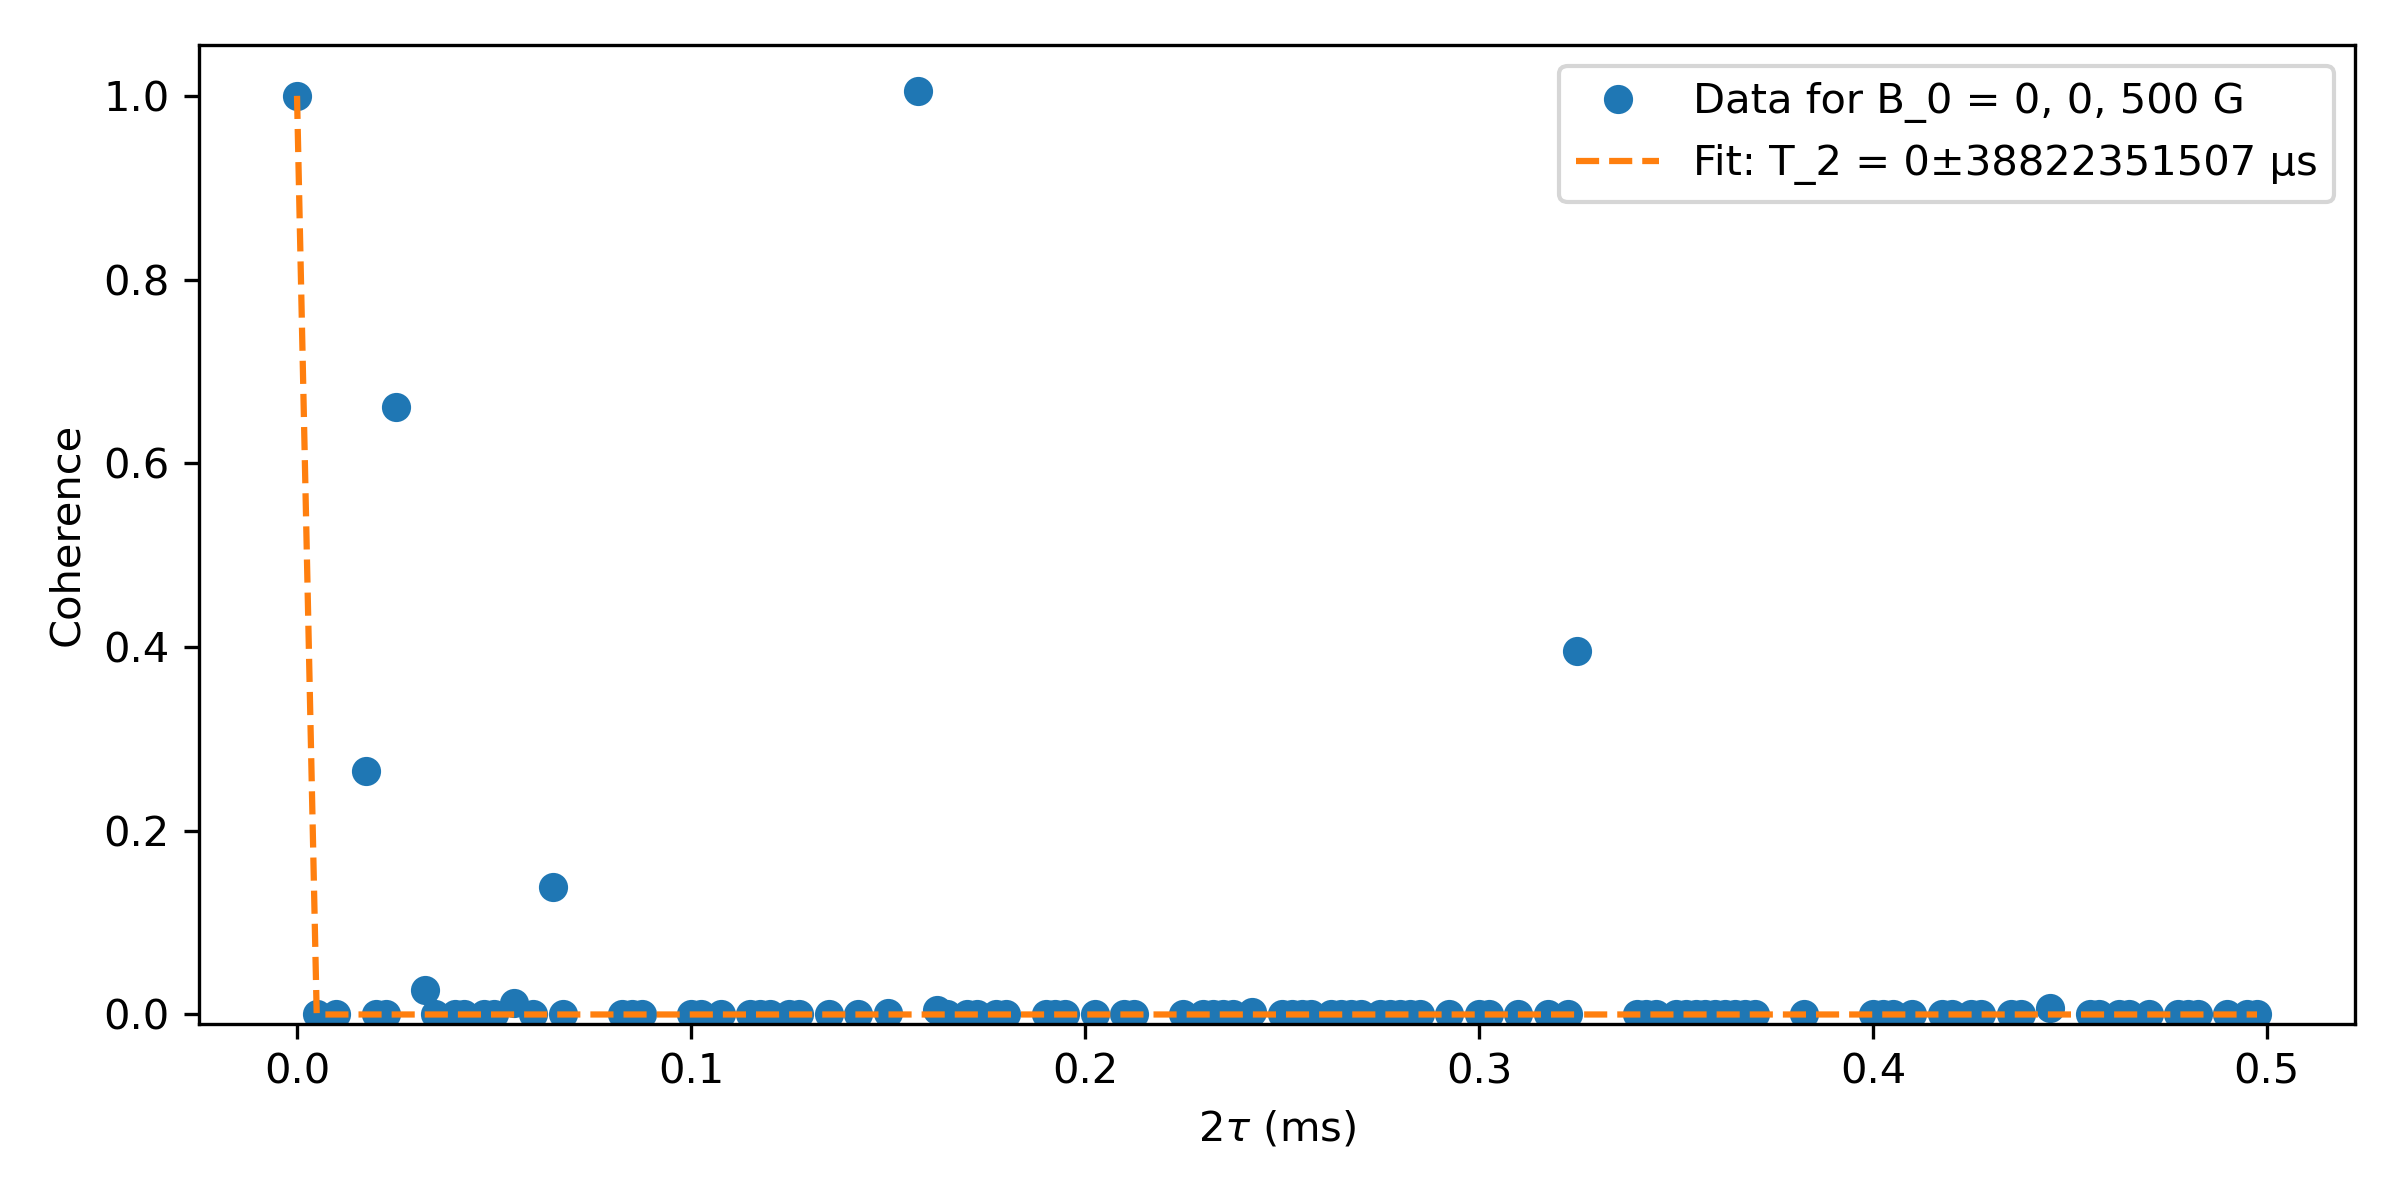 Data for B_0 = 0, 0, 500 G
Fit: T_2 = 0±38822351507 µs
Coherence
1.0
0.8
0.6
0.4
0.2
0.0
0.0 0.1 0.2 0.3 0.4 0.5
2τ (ms)